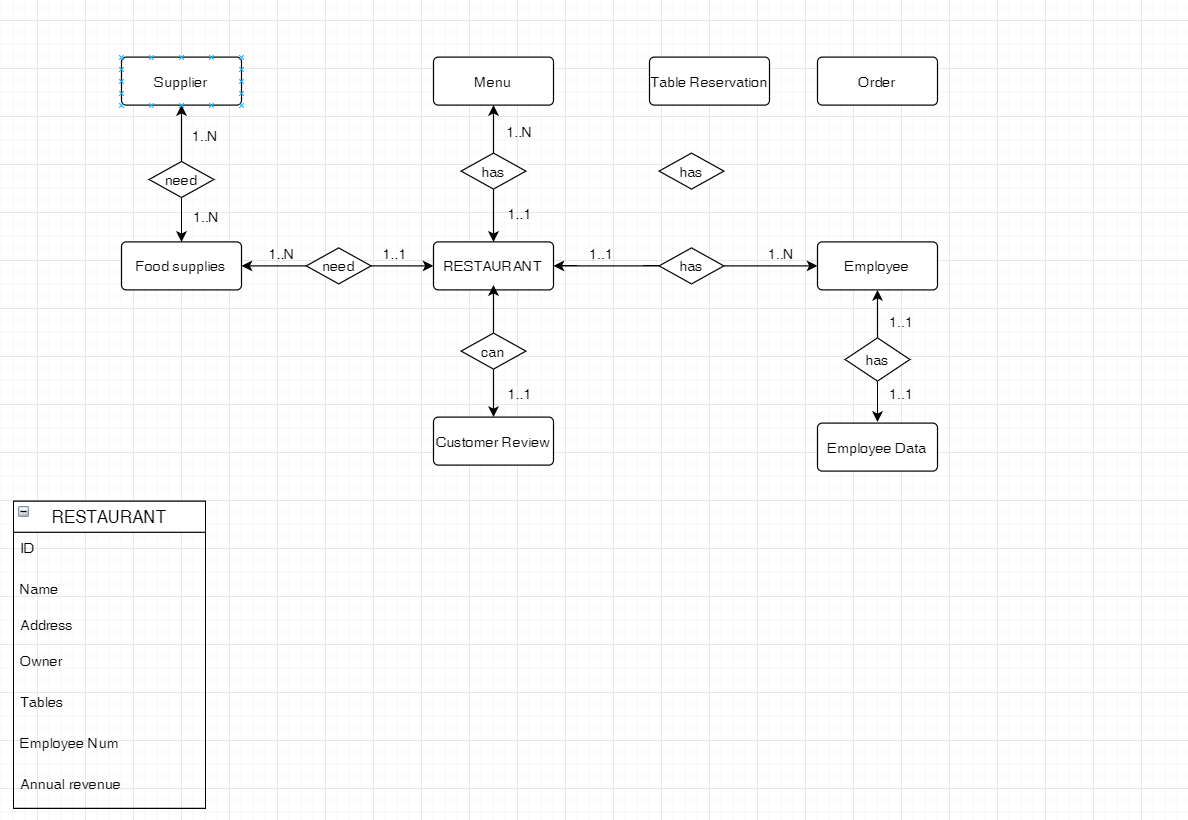 Supplier
Menu
Table Reservation
Order
1..N
1..N
need
has
has
1..N
1..1
Food supplies
1..N
need
1..1
RESTAURANT
1..1
has
1..N
Employee
1..1
can
has
1..1
1..1
Customer Review
Employee Data
RESTAURANT
ID
Name
Address
Owner
Tables
Employee Num
Annual revenue